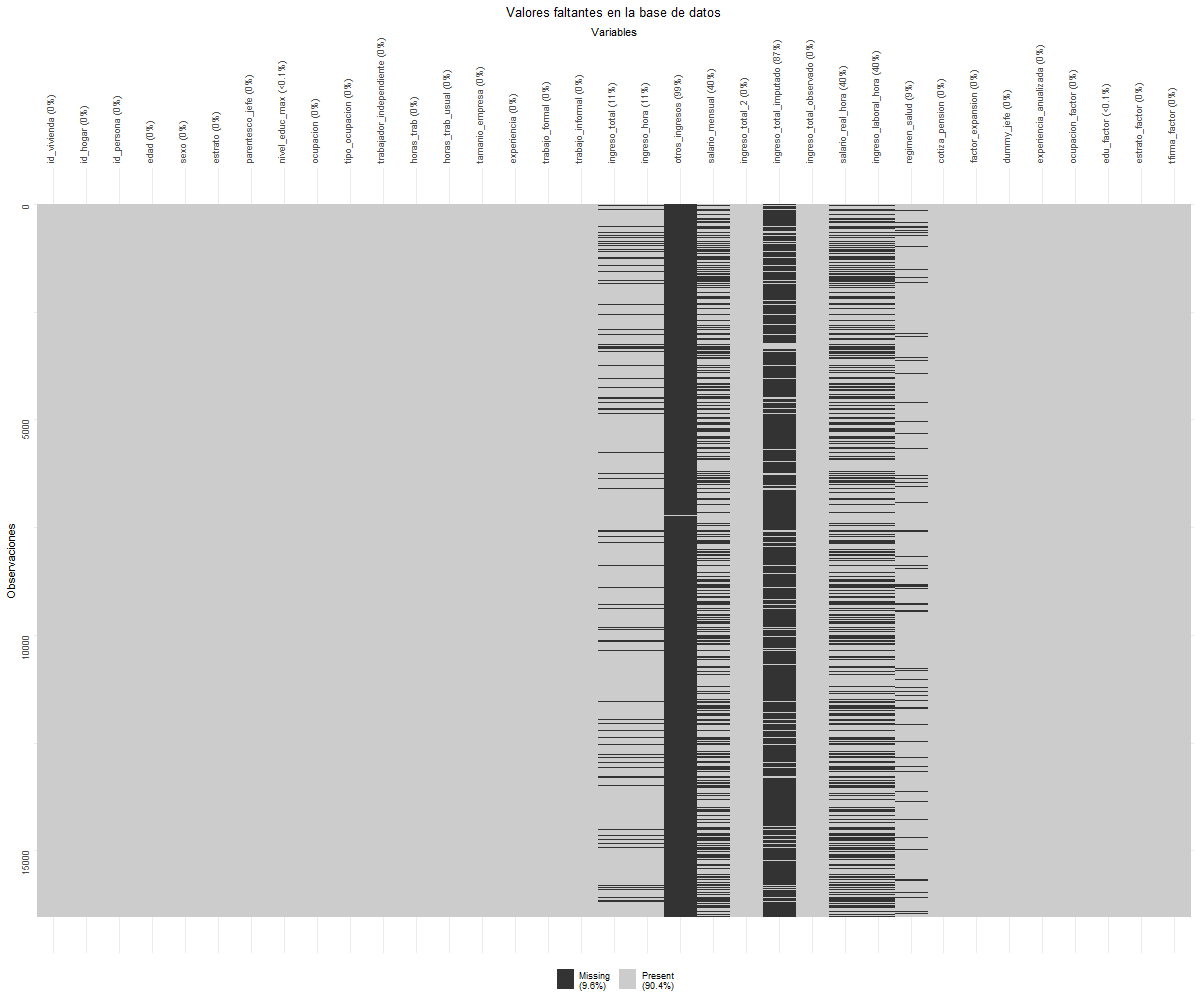 Valores faltantes en la base de datos
Variables
id_vivienda (0%)
id_hogar (0%)
id_persona (0%)
edad (0%)
sexo (0%)
estrato (0%)
parentesco_jefe (0%)
nivel_educ_max (<0.1%)
ocupacion (0%)
tipo_ocupacion (0%)
trabajador_independiente (0%)
horas_trab (0%)
horas_trab_usual (0%)
tamanio_empresa (0%)
experiencia (0%)
trabajo_formal (0%)
trabajo_informal (0%)
ingreso_total (11%)
ingreso_hora (11%)
otros_ingresos (99%)
salario_mensual (40%)
ingreso_total_2 (0%)
ingreso_total_imputado (87%)
ingreso_total_observado (0%)
salario_real_hora (40%)
ingreso_laboral_hora (40%)
regimen_salud (9%)
cotiza_pension (0%)
factor_expansion (0%)
dummy_jefe (0%)
experiencia_anualizada (0%)
ocupacion_factor (0%)
edu_factor (<0.1%)
estrato_factor (0%)
tfirma_factor (0%)
Observaciones
0
5000
10000
15000
Missing
(9.6%)
Present
(90.4%)